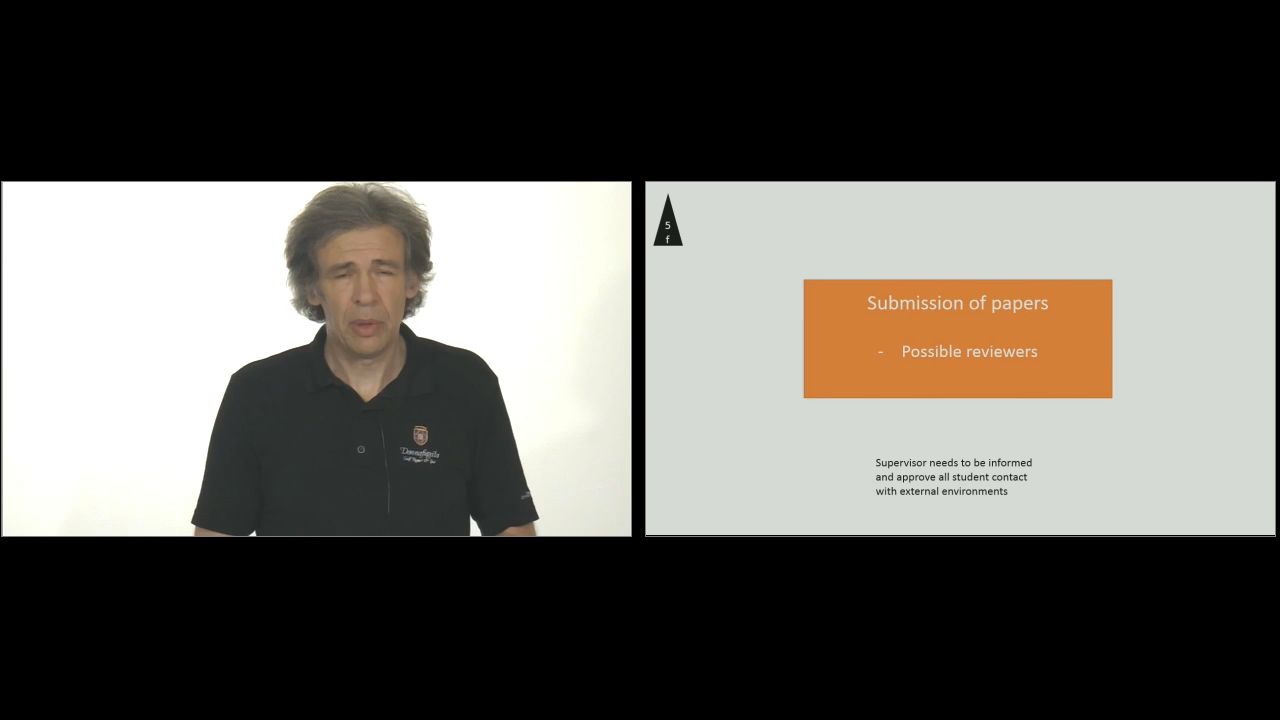 5
f
Submission of papers
- Possible reviewers
Supervisor needs to be informed
and approve all student contact
with external environments